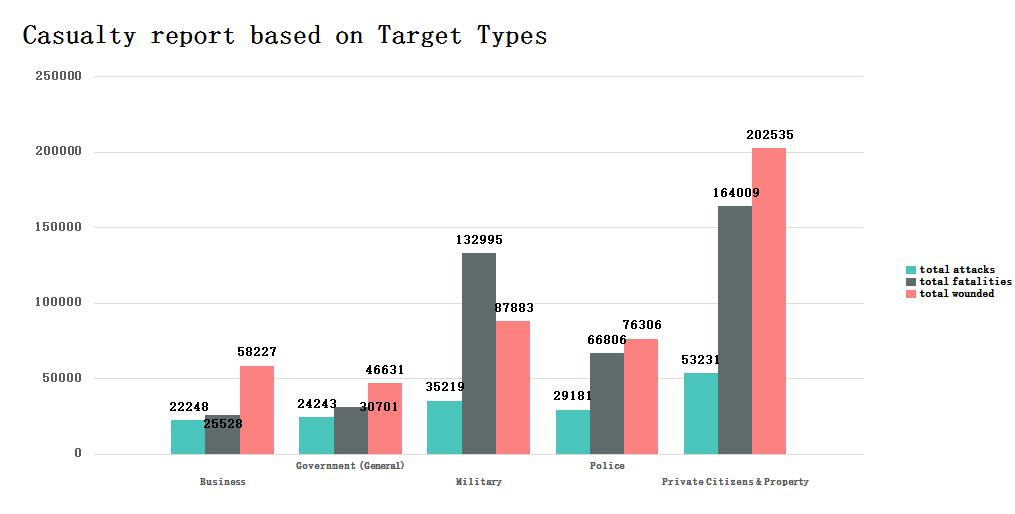 Casualty report based on Target Types
250000
200000
150000
100000
50000
0
22248
25528
58227
24243
30701
46631
35219
132995
87883
29181
66806
76306
53231
164009
202535
Business
Government (General)
Military
Police
Private Citizens & Property
total attacks
total fatalities
total wounded